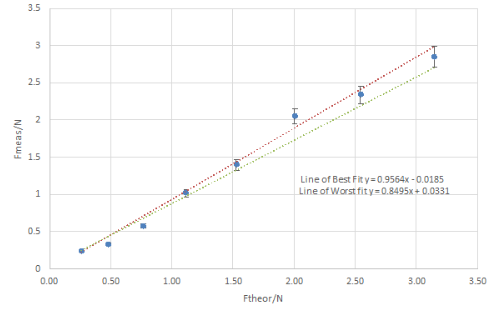 3.5
3
2.5
2
1.5
1
0.5
0
Fmeas/N
Line of Best Fit y = 0.9564x - 0.0185
Line of Worst fit y = 0.8495x + 0.0331
0.00 0.50 1.00 1.50 2.00 2.50 3.00 3.50
Ftheor/N